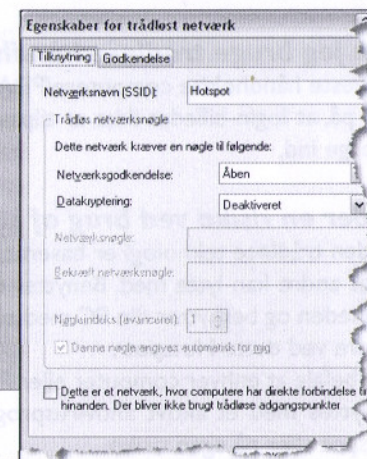 Egenskaber for trådløst netværk
Tilknytning Godkendelse
Netværksnavn (SSID): Hotspot
Trådløs netværksnøgle
Dette netværk kræver en nøgle til følgende:
Netværksgodkendelse: Åben
Datakryptering: Deaktiveret
Netværksnøgle:
Bekræft netværksnøgle:
Nøgleindeks (avanceret): 1
Denne nøgle angives automatisk for mig
Dette er et netværk, hvor computere har direkte forbindelse til
hinanden. Der bliver ikke brugt trådløse adgangspunkter